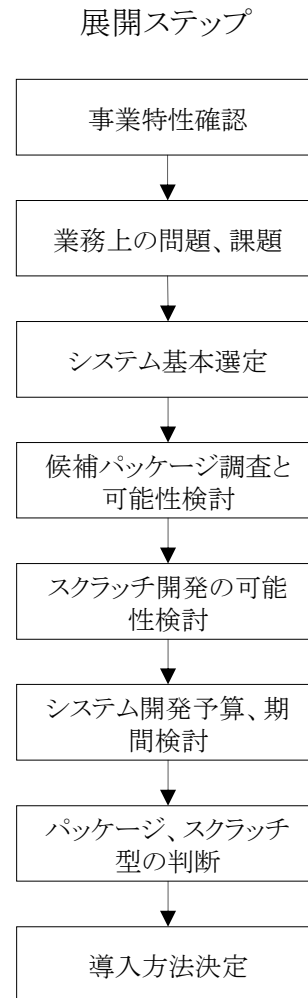 展開ステップ
事業特性確認
業務上の問題、課題
システム基本選定
候補パッケージ調査と
可能性検討
スクラッチ開発の可能
性検討
システム開発予算、期
間検討
パッケージ、スクラッチ
型の判断
導入方法決定